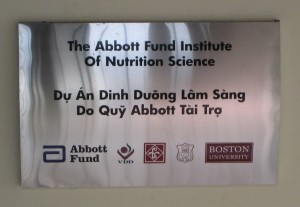 The Abbott Fund Institute
Of Nutrition Science
Dự Án Dinh Dưỡng Lâm Sàng
Do Quỹ Abbott Tài Trợ
Abbott
Fund
VDD
BOSTON
UNIVERSITY